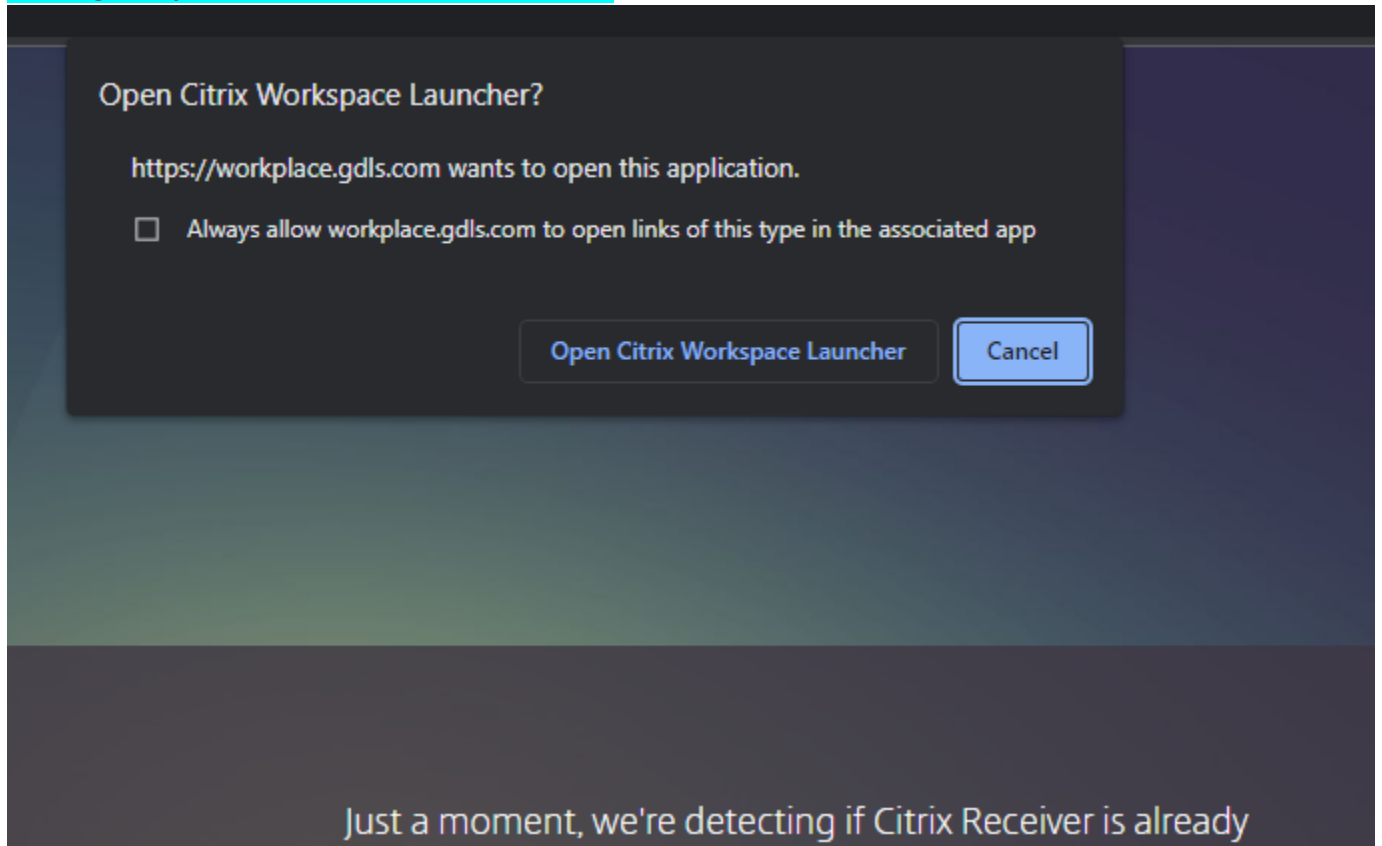 Open Citrix Workspace Launcher?
https://workplace.gdls.com wants to open this application.
Always allow workplace.gdls.com to open links of this type in the associated app
Open Citrix Workspace Launcher Cancel
Just a moment, we're detecting if Citrix Receiver is already